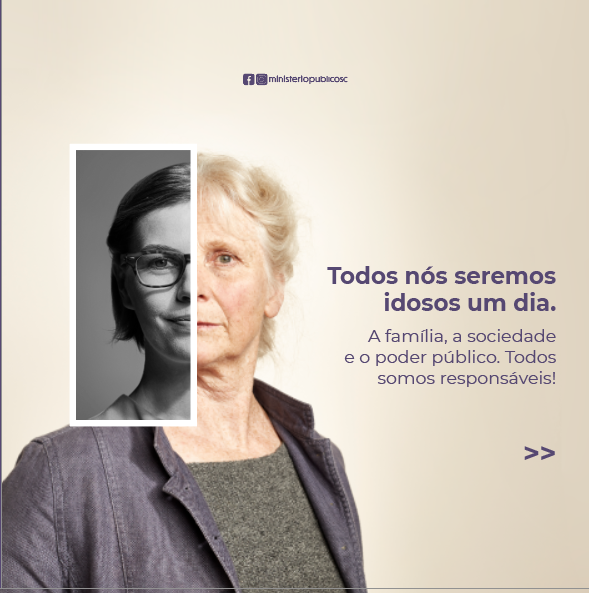 ministeriopublicosc
Todos nós seremos
idosos um dia.
A família, a sociedade
e o poder público. Todos
somos responsáveis!
>>